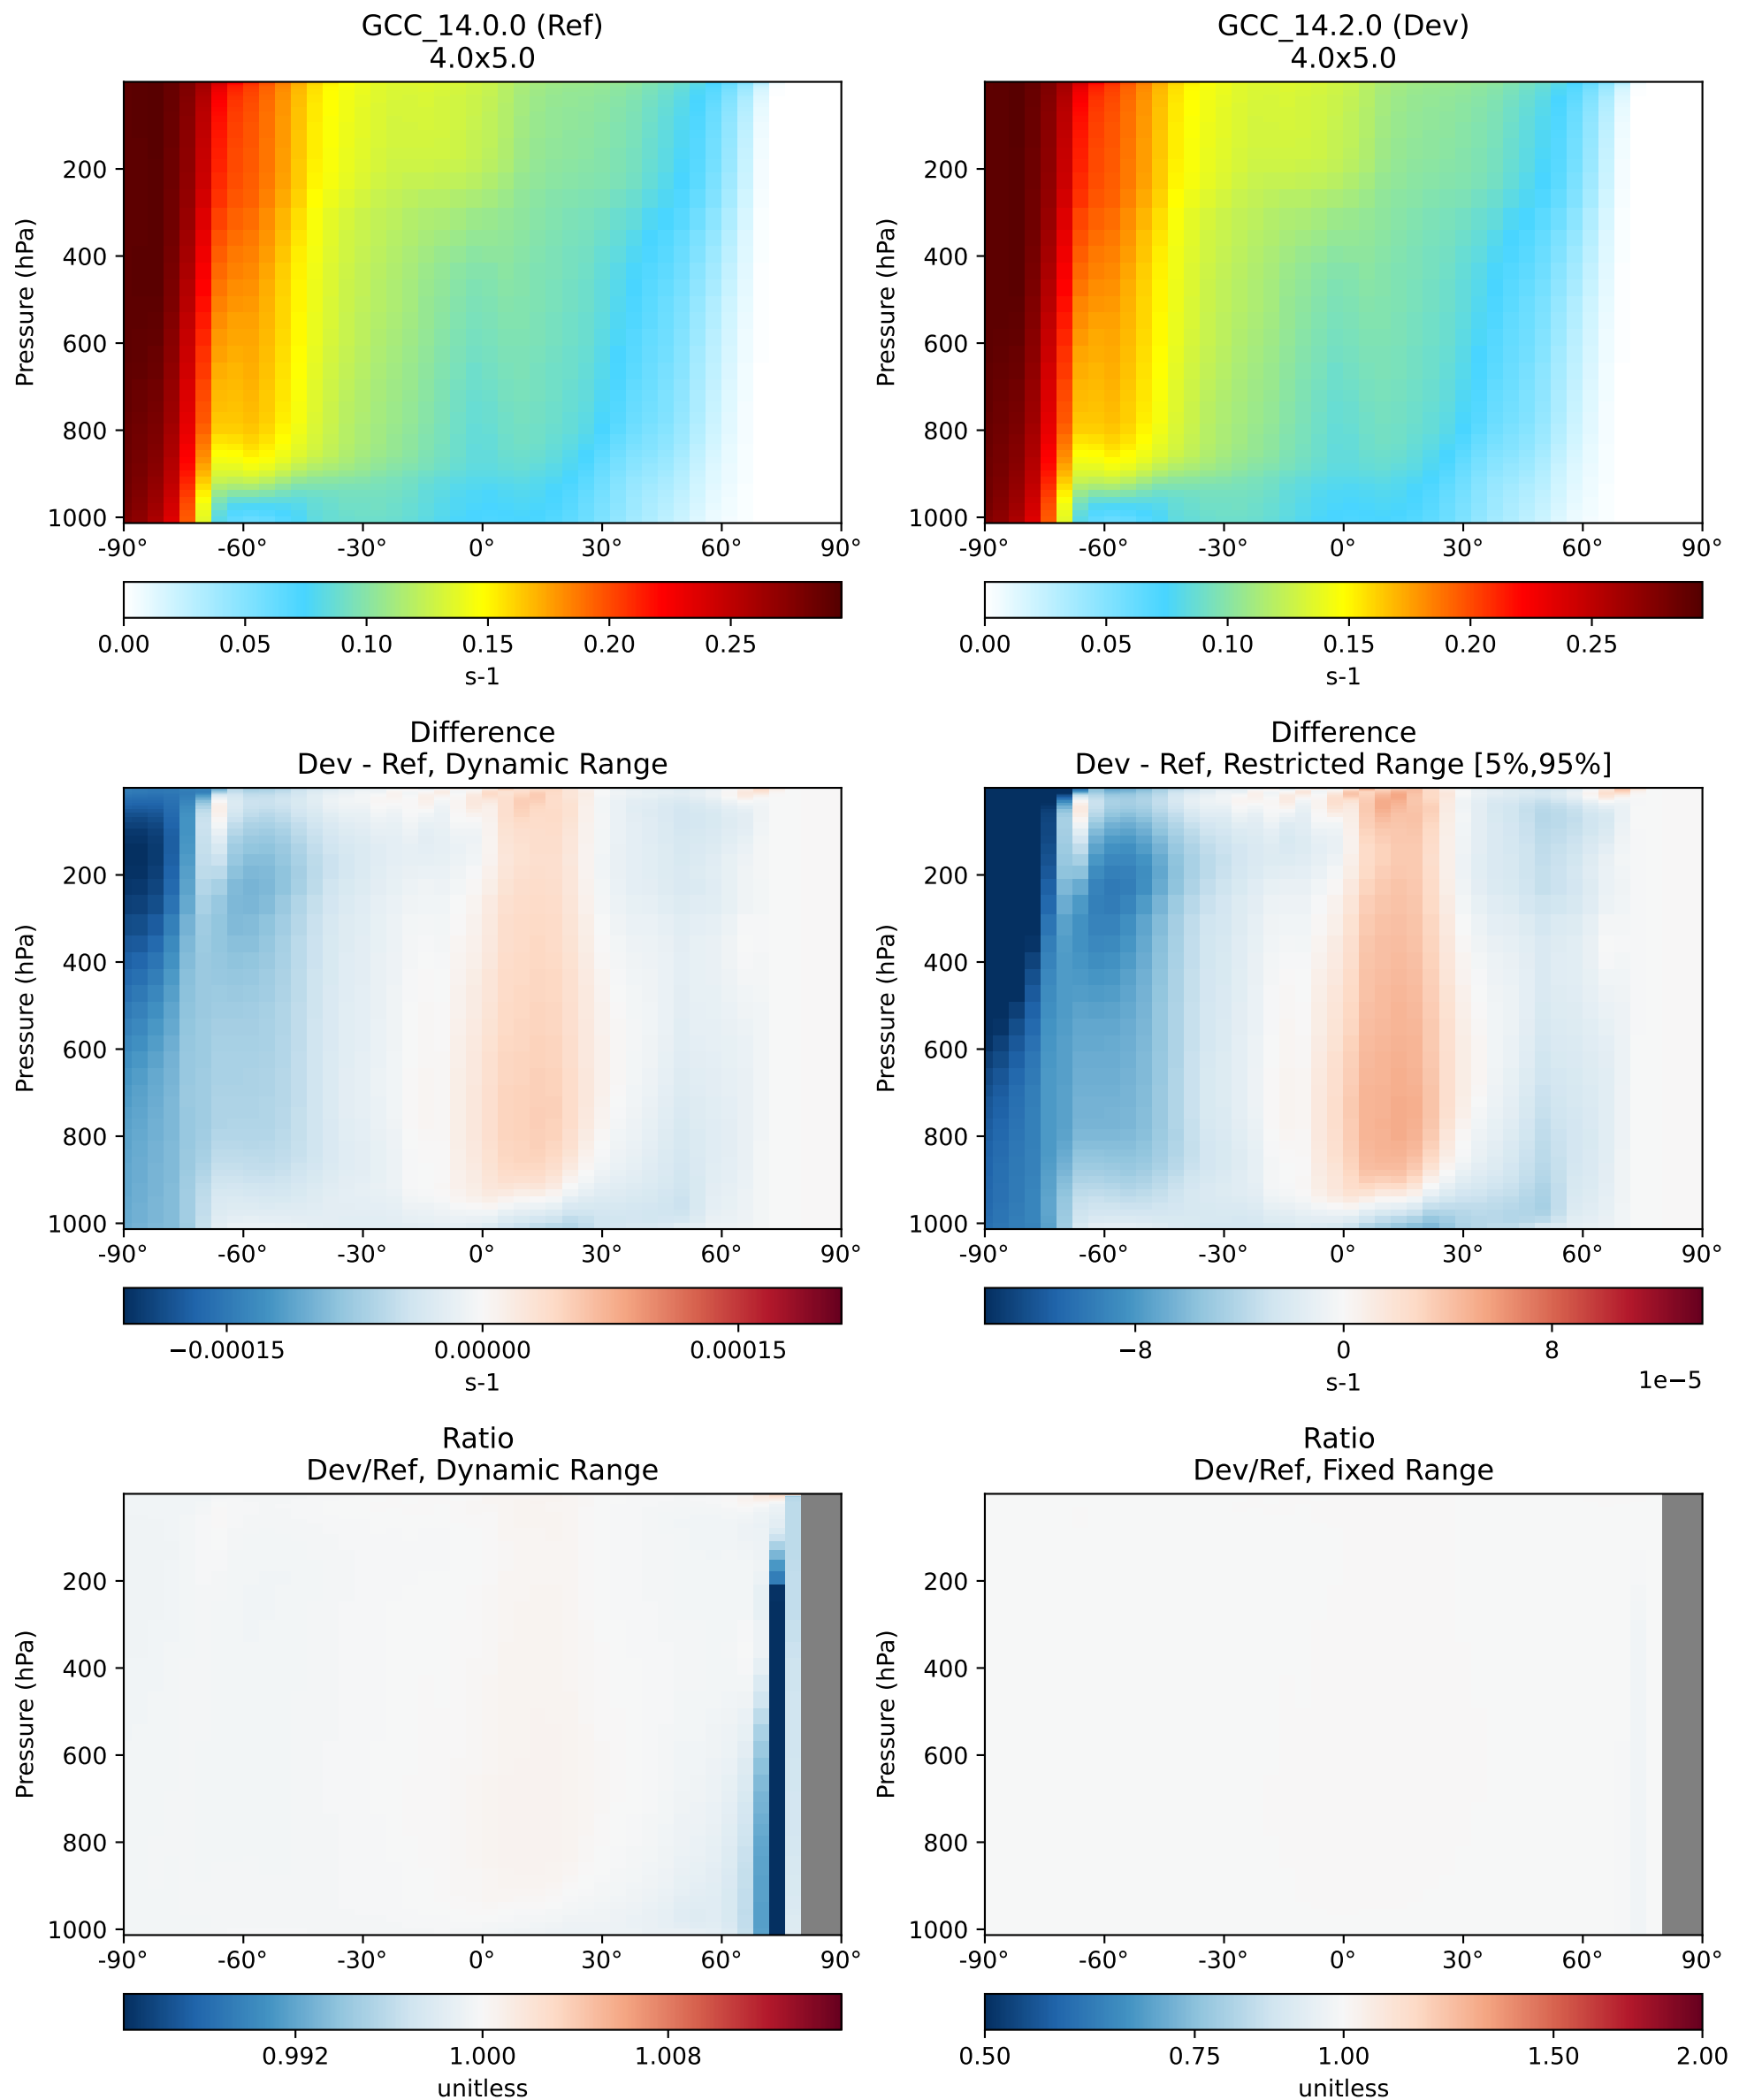 GCC_14.0.0 (Ref)
4.0x5.0
Pressure (hPa)
200
400
600
800
1000
-90° -60° -30° 0° 30° 60° 90°
0.00 0.05 0.10 0.15 0.20 0.25
s-1
GCC_14.2.0 (Dev)
4.0x5.0
Pressure (hPa)
200
400
600
800
1000
-90° -60° -30° 0° 30° 60° 90°
0.00 0.05 0.10 0.15 0.20 0.25
s-1
Difference
Dev - Ref, Dynamic Range
Pressure (hPa)
200
400
600
800
1000
-90° -60° -30° 0° 30° 60° 90°
−0.00015 0.00000 0.00015
s-1
Difference
Dev - Ref, Restricted Range [5%,95%]
Pressure (hPa)
200
400
600
800
1000
-90° -60° -30° 0° 30° 60° 90°
−8 0 8
s-1
1e−5
Ratio
Dev/Ref, Dynamic Range
Pressure (hPa)
200
400
600
800
1000
-90° -60° -30° 0° 30° 60° 90°
0.992 1.000 1.008
unitless
Ratio
Dev/Ref, Fixed Range
Pressure (hPa)
200
400
600
800
1000
-90° -60° -30° 0° 30° 60° 90°
0.50 0.75 1.00 1.50 2.00
unitless